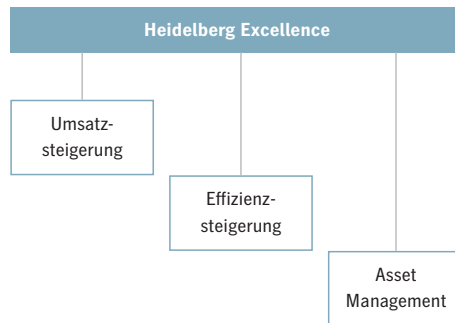 Heidelberg Excellence
Umsatz-
steigerung
Effizienz-
steigerung
Asset
Management